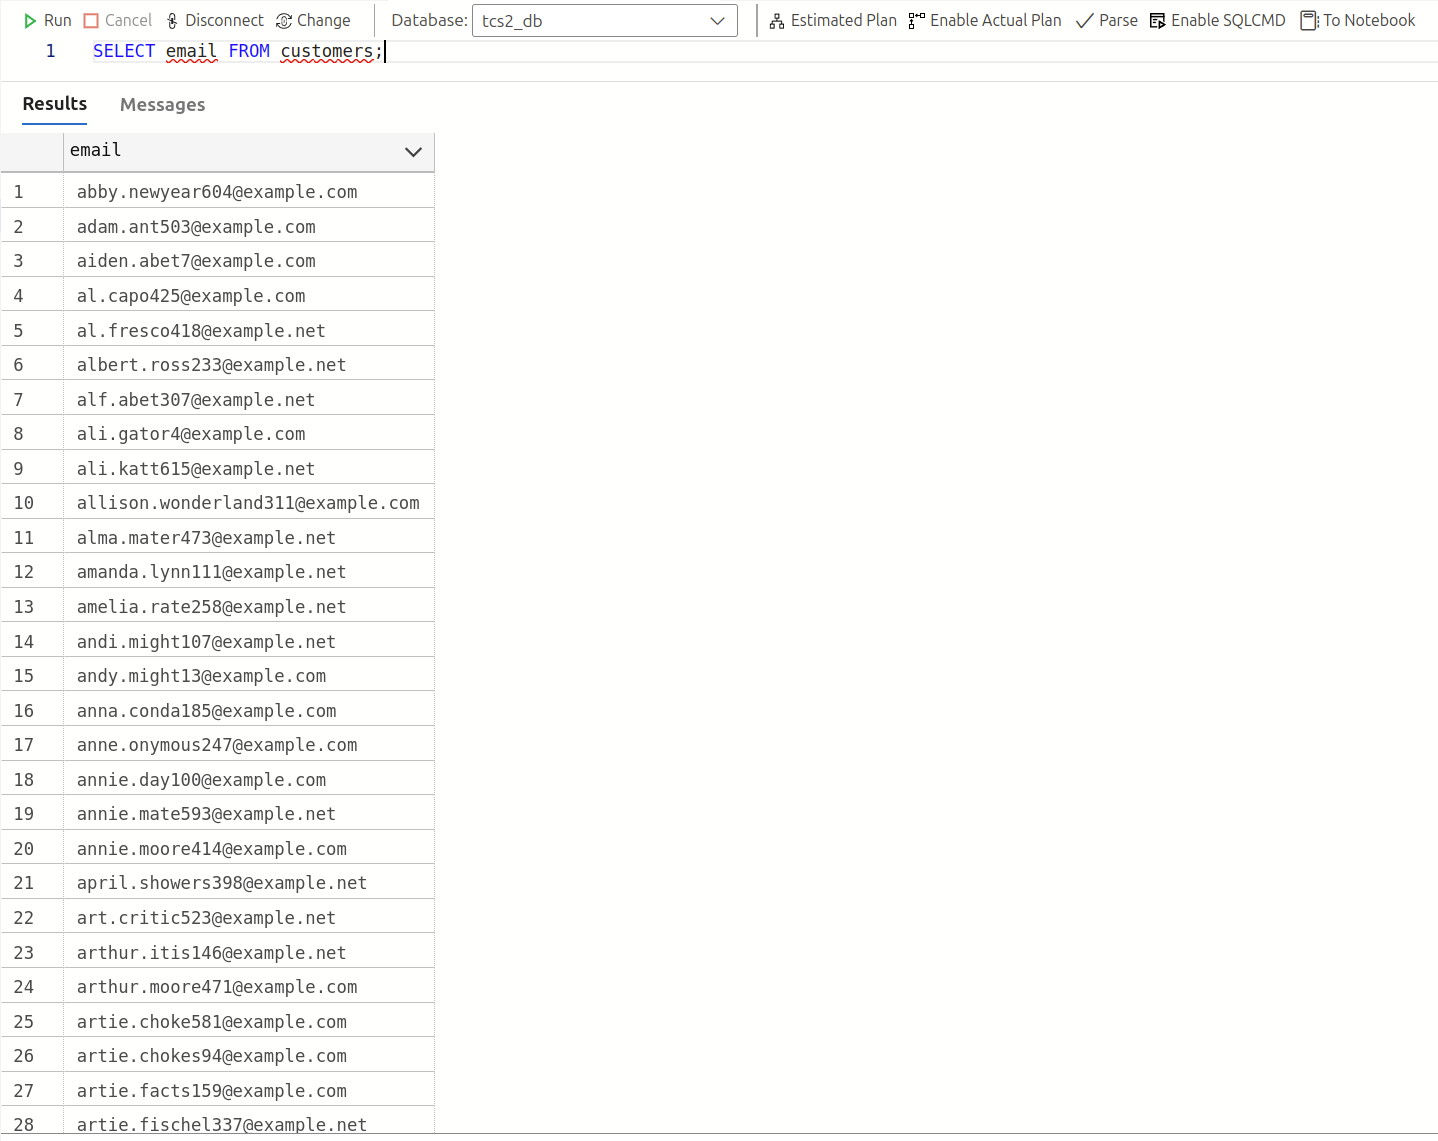 Run Cancel Disconnect Change Database: tcs2_db Estimated Plan Enable Actual Plan Parse Enable SQLCMD To Notebook
1 SELECT email FROM customers;
Results Messages
email
1 abby.newyear604@example.com
2 adam.ant503@example.com
3 aiden.abet7@example.com
4 al.capo425@example.com
5 al.fresco418@example.net
6 albert.ross233@example.net
7 alf.abet307@example.net
8 ali.gator4@example.com
9 ali.katt615@example.net
10 allison.wonderland311@example.com
11 alma.mater473@example.net
12 amanda.lynn111@example.net
13 amelia.rate258@example.net
14 andi.might107@example.net
15 andy.might13@example.com
16 anna.conda185@example.com
17 anne.onymous247@example.com
18 annie.day100@example.com
19 annie.mate593@example.net
20 annie.moore414@example.com
21 april.showers398@example.net
22 art.critic523@example.net
23 arthur.itis146@example.net
24 arthur.moore471@example.com
25 artie.choke581@example.com
26 artie.chokes94@example.com
27 artie.facts159@example.com
28 artie.fischel337@example.net